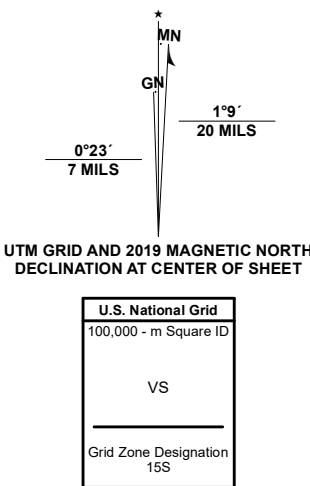 ★
MN
GN
1°9´
20 MILS
0°23´
7 MILS
UTM GRID AND 2019 MAGNETIC NORTH
DECLINATION AT CENTER OF SHEET
U.S. National Grid
100,000 - m Square ID
VS
Grid Zone Designation
15S